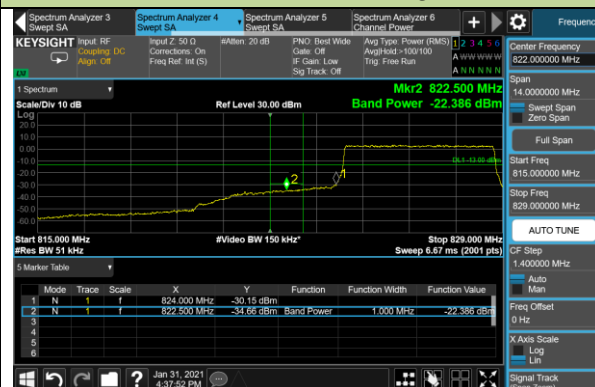 Spectrum Analyzer 3
Swept SA
Spectrum Analyzer 4
Swept SA
Spectrum Analyzer 5
Swept SA
Spectrum Analyzer 6
Channel Power
Frequenc
KEYSIGHT
Input: RF
Coupling: DC
Align: Off
Input Z: 50 Ω
Corrections: On
Freq Ref: Int (S)
#Atten: 20 dB
PNO: Best Wide
Gate: Off
IF Gain: Low
Sig Track: Off
Avg Type: Power (RMS)
Avg|Hold:>100/100
Trig: Free Run
1 2 3 4 5 6
A W W W W W
A N N N N N
LXI
1 Spectrum
Scale/Div 10 dB
Ref Level 30.00 dBm
Mkr2 822.500 MHz
Band Power -22.386 dBm
Log
20.0
10.0
0.00
-10.0
-20.0
-30.0
-40.0
-50.0
-60.0
DL1 -13.00 dBm
2
1
Start 815.000 MHz
#Video BW 150 kHz*
Stop 829.000 MHz
#Res BW 51 kHz
Sweep 6.67 ms (2001 pts)
5 Marker Table
Mode Trace Scale X Y Function Function Width Function Value
1 N 1 f 824.000 MHz -30.15 dBm
2 N 1 f 822.500 MHz -34.66 dBm Band Power 1.000 MHz -22.386 dBm
3
4
5
6
Jan 31, 2021
4:37:52 PM
Center Frequency
822.000000 MHz
Span
14.0000000 MHz
Swept Span
Zero Span
Full Span
Start Freq
815.000000 MHz
Stop Freq
829.000000 MHz
AUTO TUNE
CF Step
1.400000 MHz
Auto
Man
Freq Offset
0 Hz
X Axis Scale
Log
Lin
Signal Track